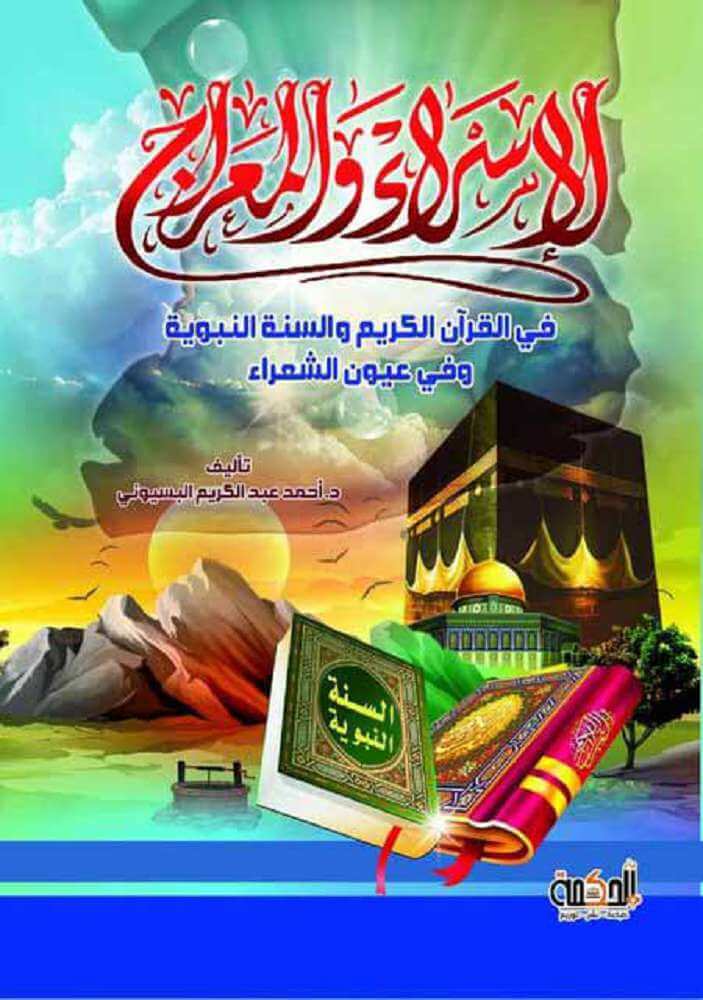 الإسراء والمعراج
في القرآن الكريم والسنة النبوية
وفي عيون الشعراء
تأليف
د. أحمد عبد الكريم البسيوني
السنة
النبوية
الحكمة